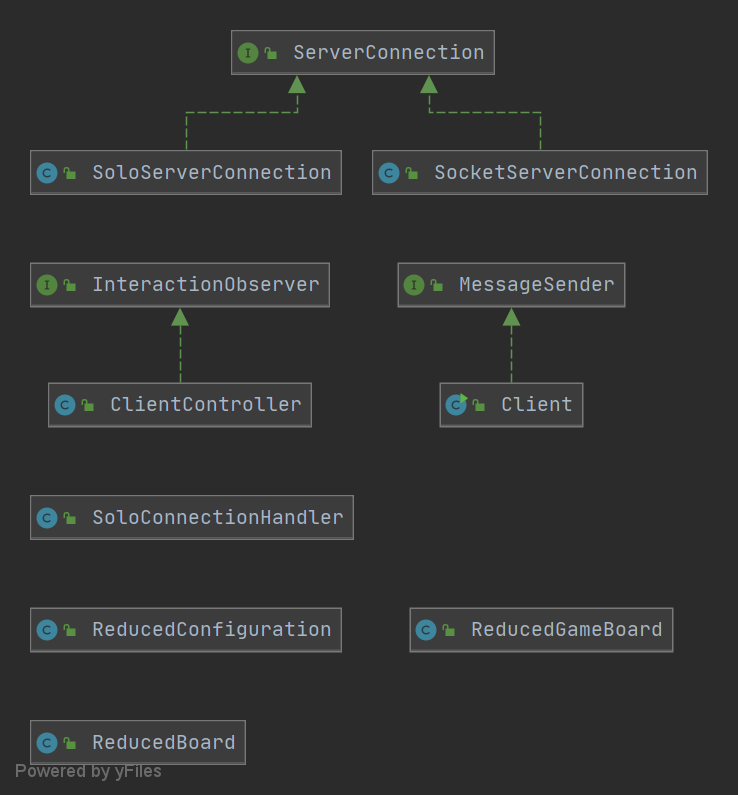 I ServerConnection
C SoloServerConnection
C SocketServerConnection
I InteractionObserver
I MessageSender
C ClientController
C Client
C SoloConnectionHandler
C ReducedConfiguration
C ReducedGameBoard
C ReducedBoard
Powered by yFiles